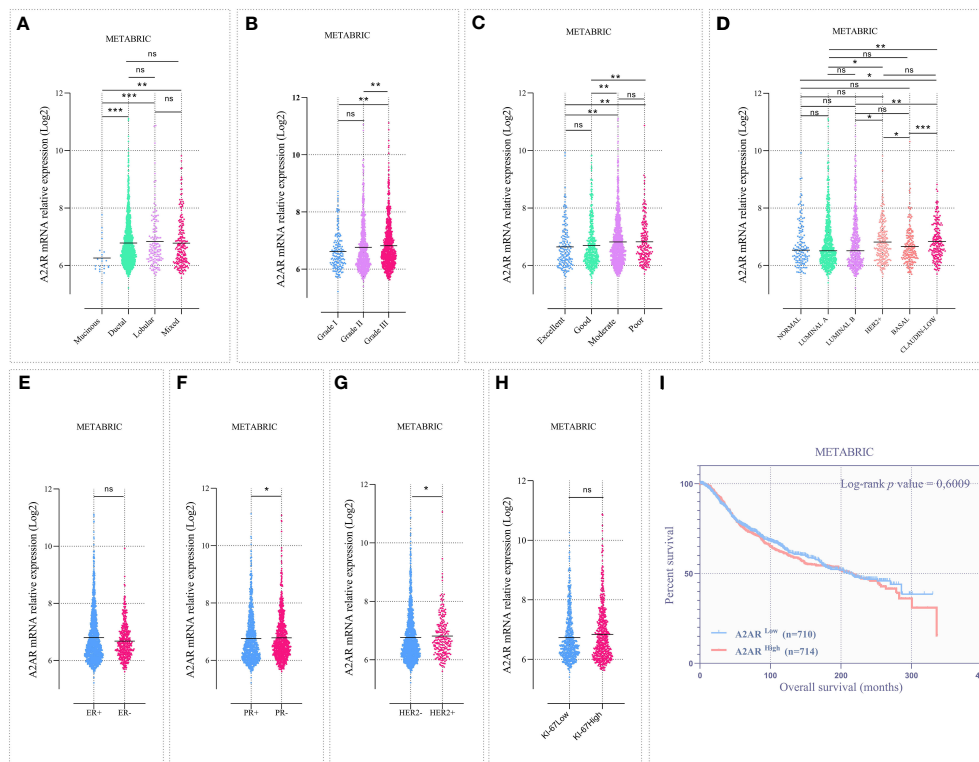 A
METABRIC
ns
ns
**
***
ns
***
A2AR mRNA relative expression (Log2)
12
10
8
6
Mucinous
Ductal
Lobular
Mixed
B
METABRIC
**
**
ns
A2AR mRNA relative expression (Log2)
12
10
8
6
Grade I
Grade II
Grade III
C
METABRIC
**
**
ns
**
**
ns
A2AR mRNA relative expression (Log2)
12
10
8
6
Excellent
Good
Moderate
Poor
D
METABRIC
**
ns
*
ns
ns
*
ns
ns
ns
**
ns
ns
*
***
*
A2AR mRNA relative expression (Log2)
12
10
8
6
NORMAL
LUMINAL A
LUMINAL B
HER2+
BASAL
CLAUDIN-LOW
E
METABRIC
ns
A2AR mRNA relative expression (Log2)
12
10
8
6
ER+
ER-
F
METABRIC
*
A2AR mRNA relative expression (Log2)
12
10
8
6
PR+
PR-
G
METABRIC
*
A2AR mRNA relative expression (Log2)
12
10
8
6
HER2-
HER2+
H
METABRIC
ns
A2AR mRNA relative expression (Log2)
12
10
8
6
KI-67Low
KI-67High
I
METABRIC
Log-rank p value = 0,6009
Percent survival
100
50
0
A2AR Low (n=710)
A2AR High (n=714)
0
100
200
300
Overall survival (months)